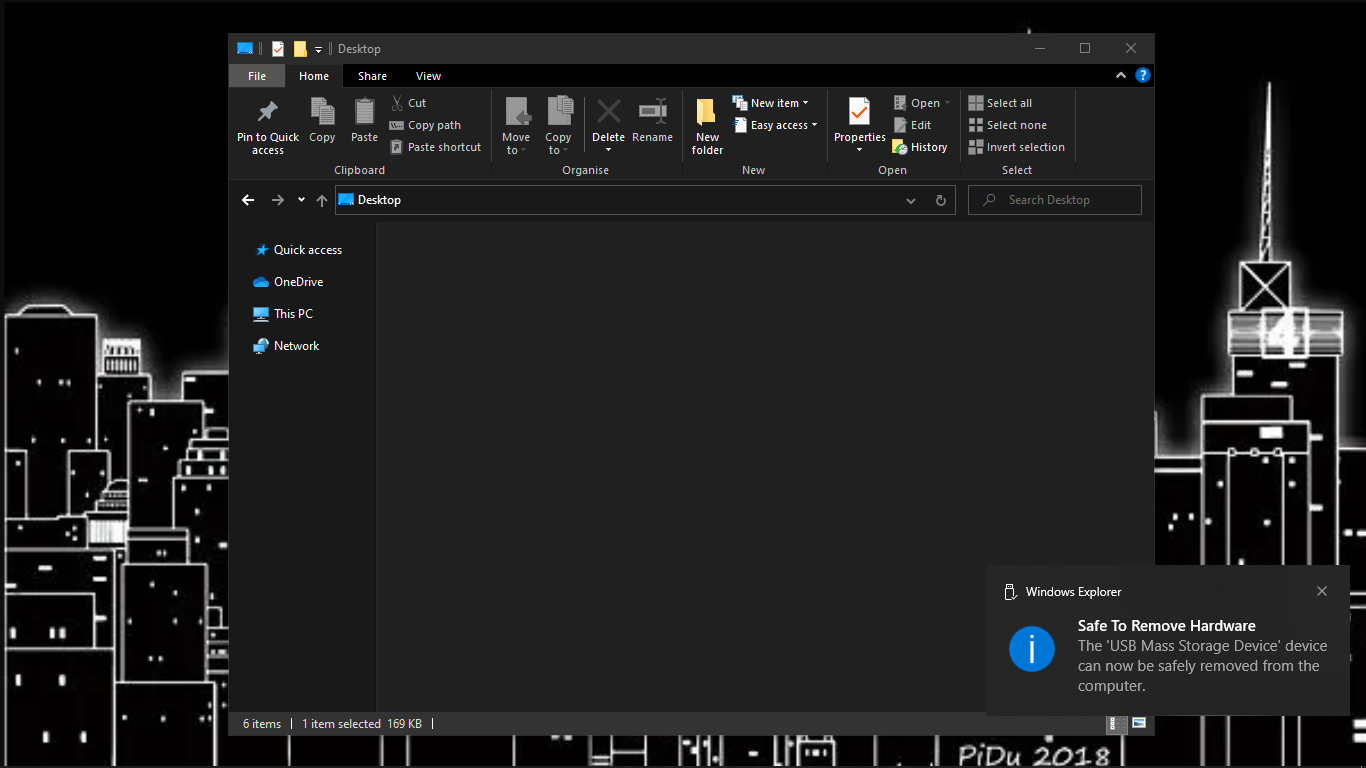 Desktop
File Home Share View
Pin to Quick access
Copy
Paste
Cut
Copy path
Paste shortcut
Clipboard
Move to
Copy to
Delete
Rename
Organise
New folder
New item
Easy access
New
Properties
Open
Edit
History
Open
Select all
Select none
Invert selection
Select
Desktop
Search Desktop
Quick access
OneDrive
This PC
Network
4
Windows Explorer
Safe To Remove Hardware
The 'USB Mass Storage Device' device
can now be safely removed from the
computer.
6 items 1 item selected 169 KB
PiDu 2018